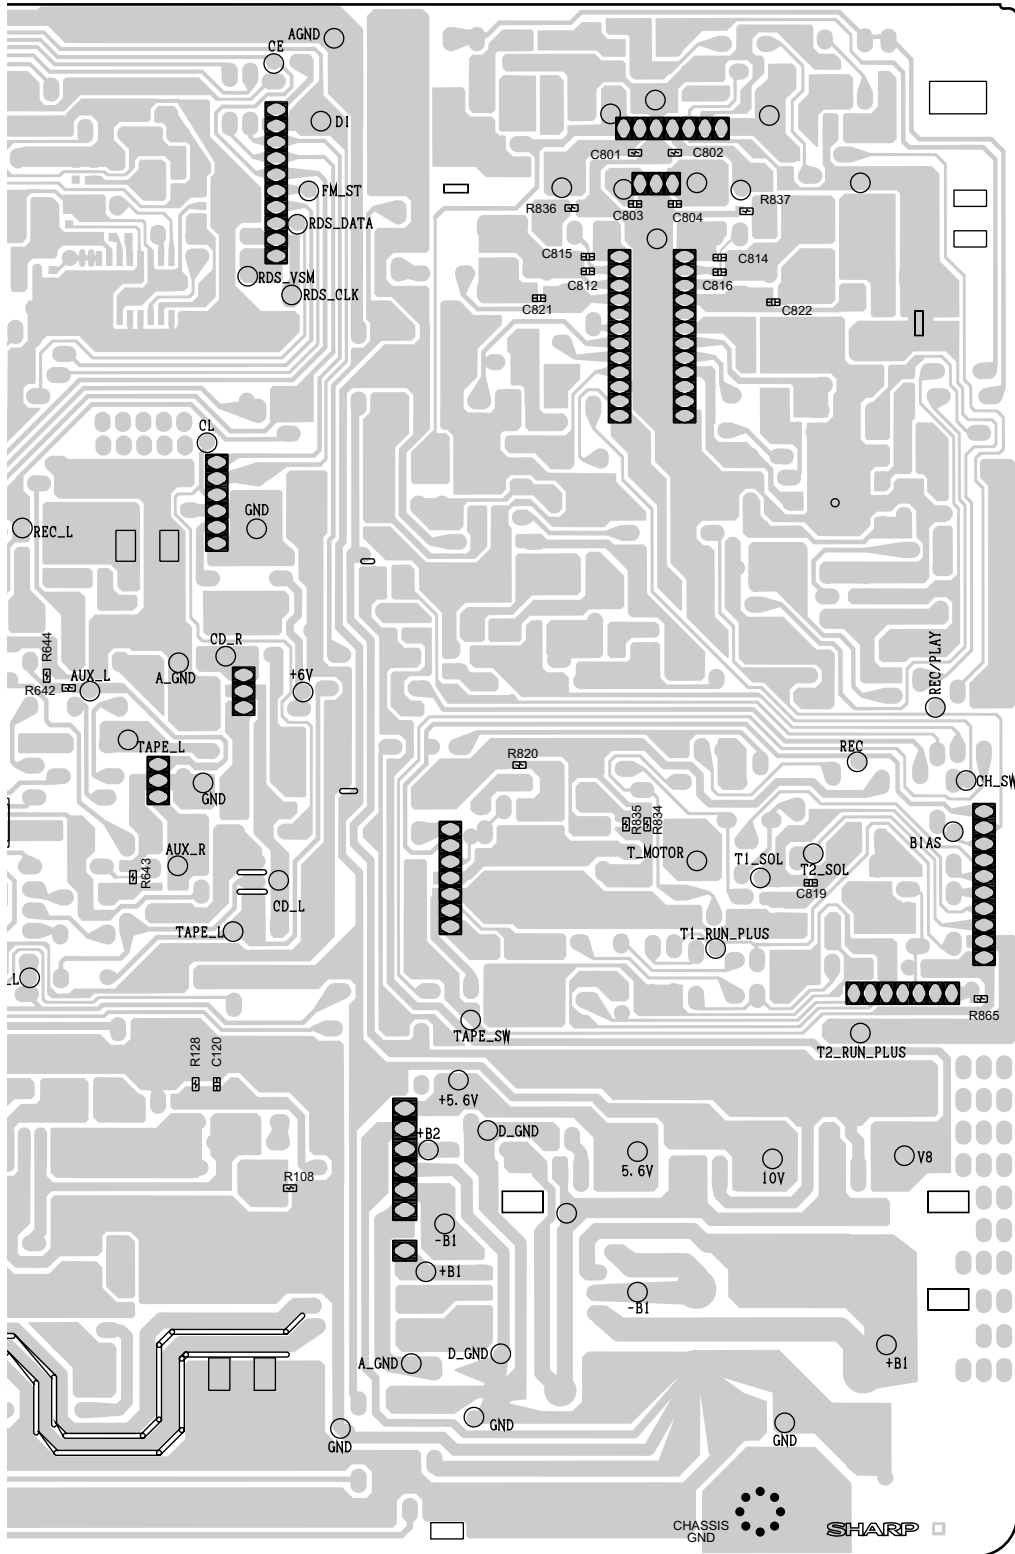 AGND
CE
DI
C801
C802
FM_ST
R836
C803
C804
R837
RDS_DATA
C815
C814
RDS_VSM
C812
C816
RDS_CLK
C821
C822
CL
GND
REC_L
R644
CD_R
A_GND
AUX_L
R642
+6V
REC/PLAY
TAPE_L
REC
R820
CH_SW
GND
R835
R834
BIAS
T_MOTOR
T1_SOL
T2_SOL
AUX_R
R643
C819
CD_L
TAPE_L
T1_RUN_PLUS
L
R865
TAPE_SW
T2_RUN_PLUS
R128
C120
+5.6V
+B2
D_GND
5.6V
10V
V8
R108
-B1
+B1
-B1
A_GND
D_GND
+B1
GND
GND
GND
CHASSIS
GND
SHARP